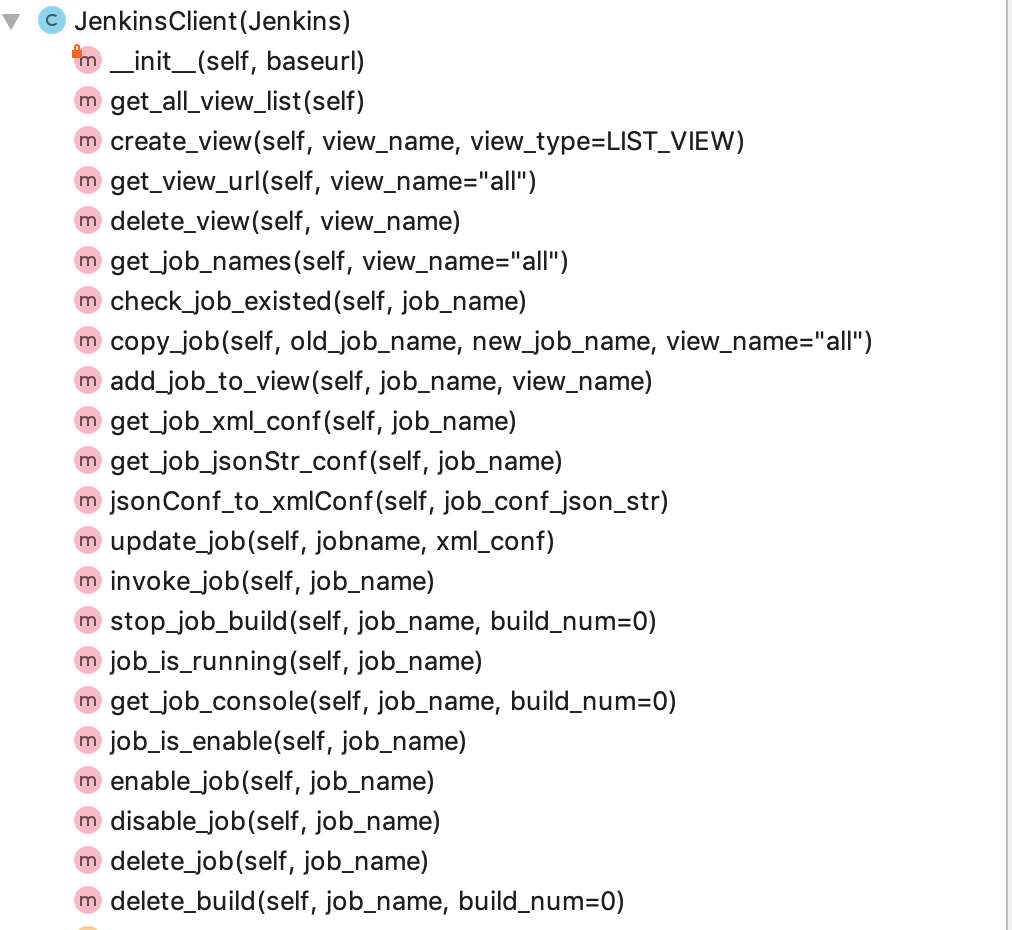 C JenkinsClient(Jenkins)
m __init__(self, baseurl)
m get_all_view_list(self)
m create_view(self, view_name, view_type=LIST_VIEW)
m get_view_url(self, view_name="all")
m delete_view(self, view_name)
m get_job_names(self, view_name="all")
m check_job_existed(self, job_name)
m copy_job(self, old_job_name, new_job_name, view_name="all")
m add_job_to_view(self, job_name, view_name)
m get_job_xml_conf(self, job_name)
m get_job_jsonStr_conf(self, job_name)
m jsonConf_to_xmlConf(self, job_conf_json_str)
m update_job(self, jobname, xml_conf)
m invoke_job(self, job_name)
m stop_job_build(self, job_name, build_num=0)
m job_is_running(self, job_name)
m get_job_console(self, job_name, build_num=0)
m job_is_enable(self, job_name)
m enable_job(self, job_name)
m disable_job(self, job_name)
m delete_job(self, job_name)
m delete_build(self, job_name, build_num=0)